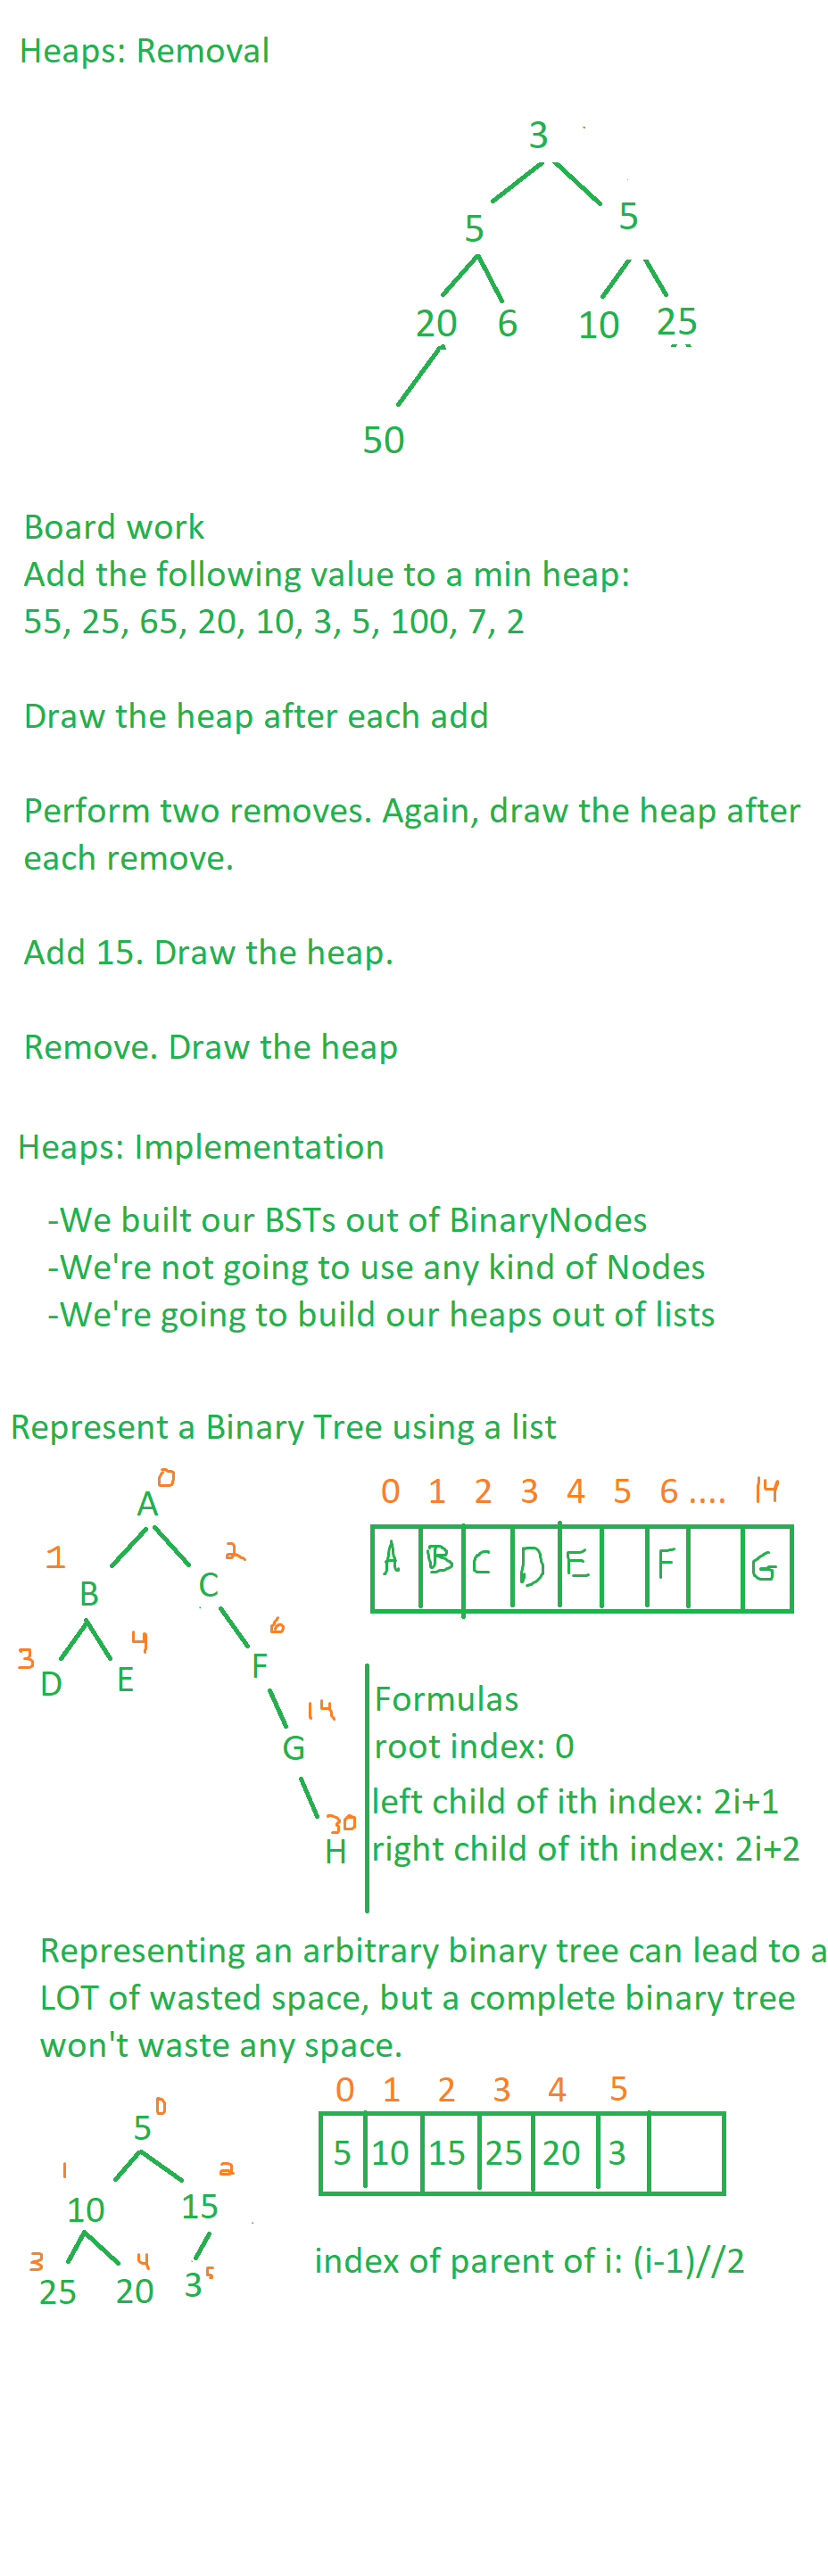 Heaps: Removal
3
5 5
20 6 10 25
50
Board work
Add the following value to a min heap:
55, 25, 65, 20, 10, 3, 5, 100, 7, 2
Draw the heap after each add
Perform two removes. Again, draw the heap after
each remove.
Add 15. Draw the heap.
Remove. Draw the heap
Heaps: Implementation
-We built our BSTs out of BinaryNodes
-We're not going to use any kind of Nodes
-We're going to build our heaps out of lists
Represent a Binary Tree using a list
A 0
1 B C 2
3 D E 4 F 6
G 14
H 30
0 1 2 3 4 5 6 .... 14
A B C D E F G
Formulas
root index: 0
left child of ith index: 2i+1
right child of ith index: 2i+2
Representing an arbitrary binary tree can lead to a
LOT of wasted space, but a complete binary tree
won't waste any space.
5 0
1 10 15 2
3 25 20 4 3 5
0 1 2 3 4 5
5 10 15 25 20 3
index of parent of i: (i-1)//2